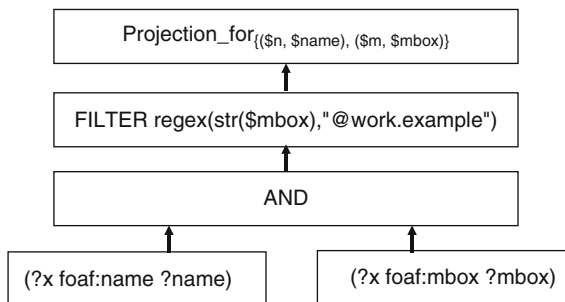 Projection_for{($n, $name), ($m, $mbox)}
FILTER regex(str($mbox),"@work.example")
AND
(?x foaf:name ?name)
(?x foaf:mbox ?mbox)